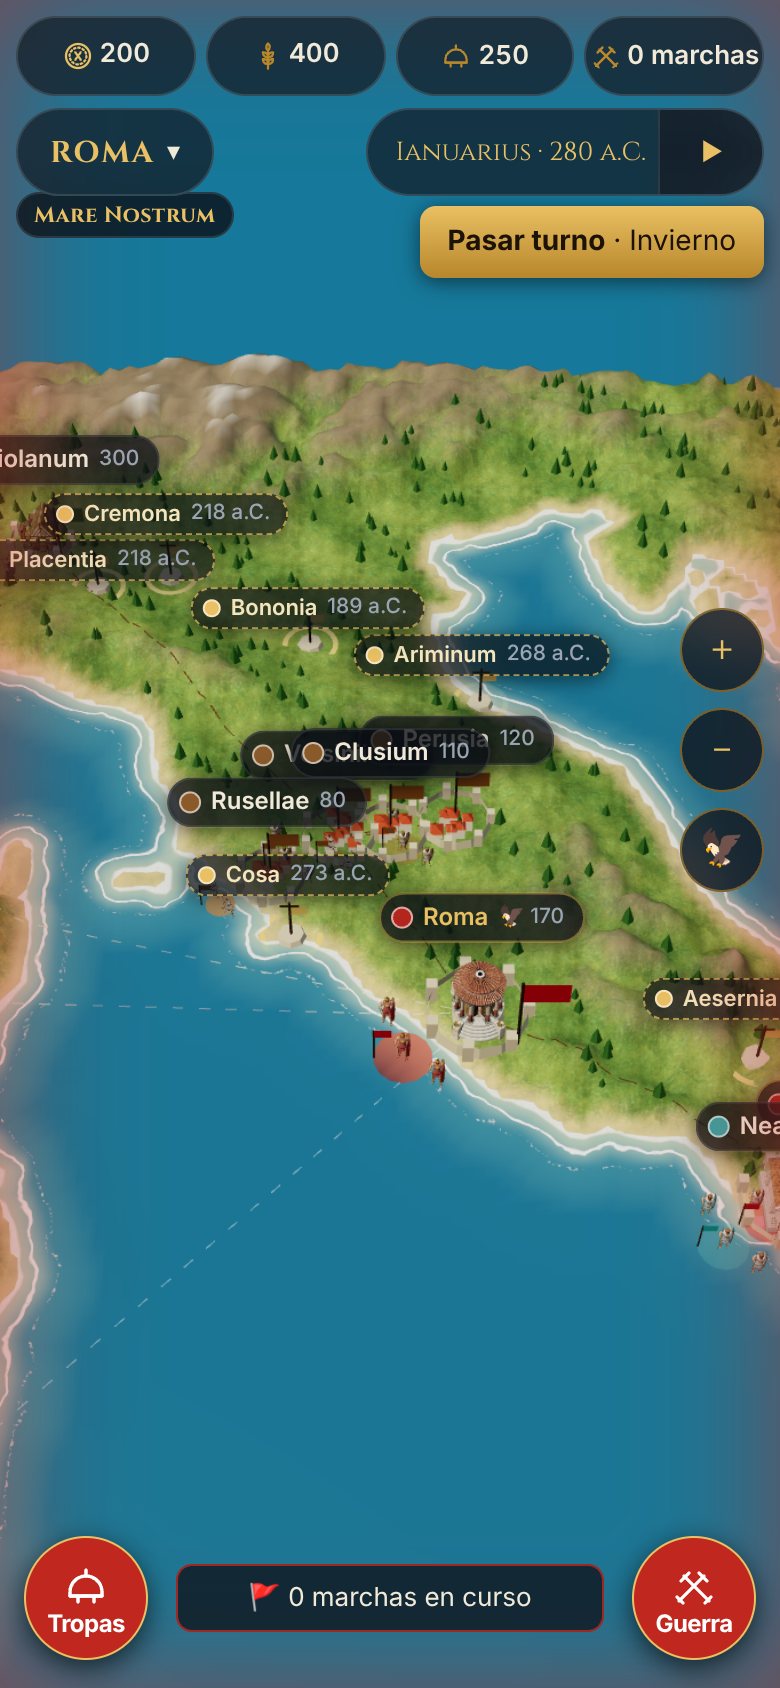 200
400
250
0 marchas
ROMA ▼
IANUARIUS · 280 A.C.
MARE NOSTRUM
Pasar turno · Invierno
iolanum 300
Cremona 218 a.C.
Placentia 218 a.C.
Bononia 189 a.C.
Ariminum 268 a.C.
Perusia 120
Clusium 110
Rusellae 80
Cosa 273 a.C.
Roma 170
Aesernia
Nea
0 marchas en curso
Tropas
Guerra